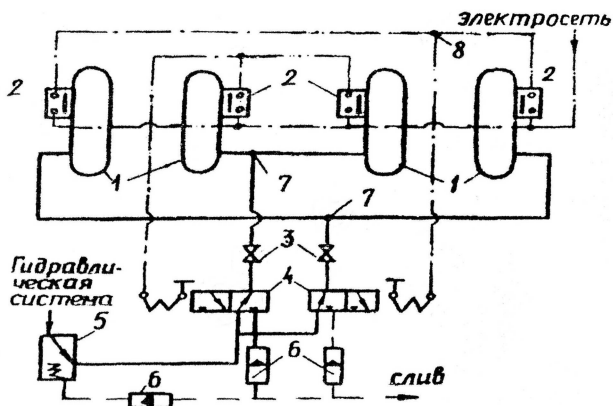 электросеть
8
2
2
2
1
1
7
7
3
Гидравли-
ческая
система
4
5
6
6
слив